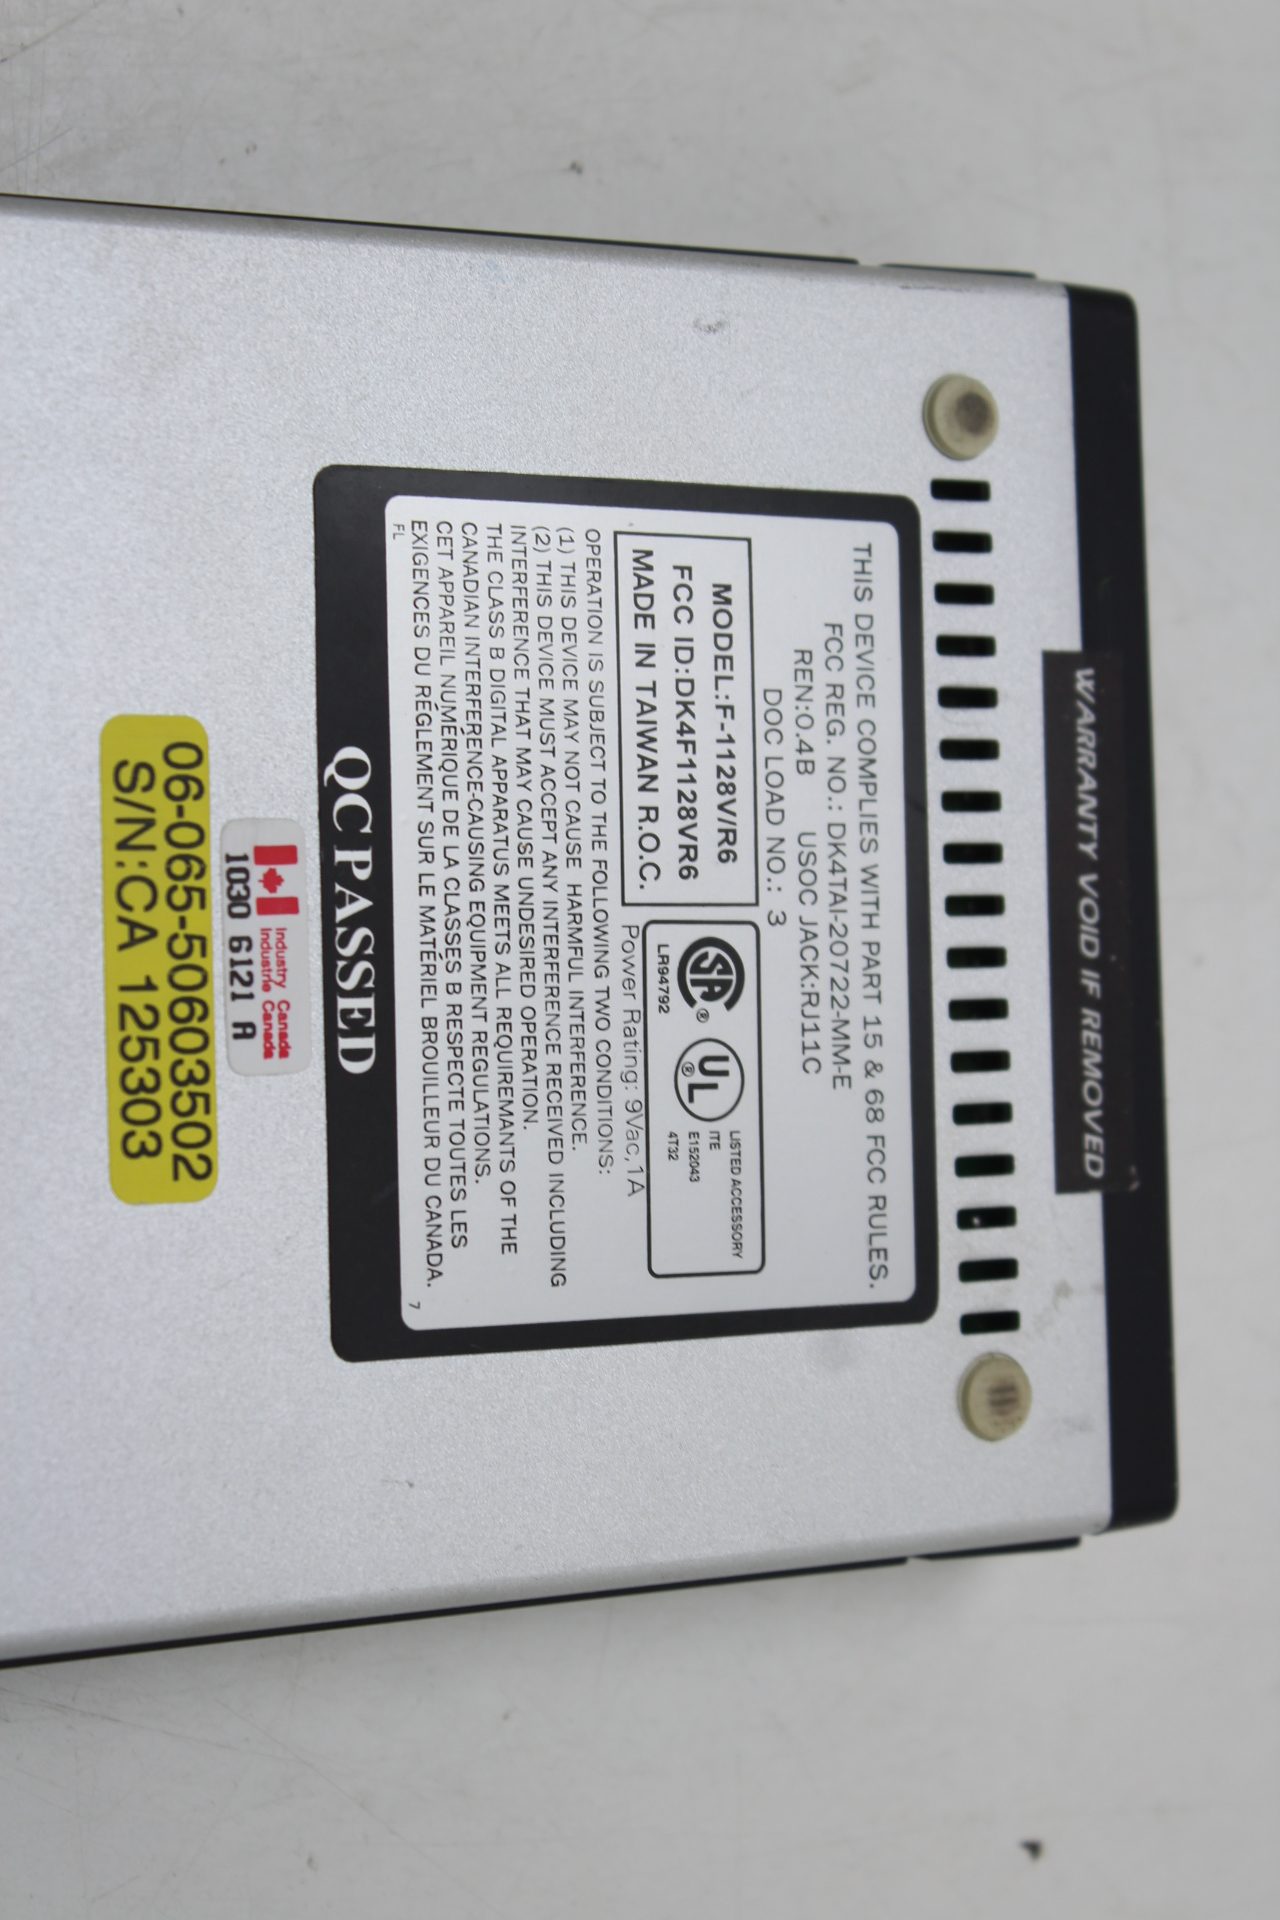 WARRANTY VOID IF REMOVED
THIS DEVICE COMPLIES WITH PART 15 & 68 FCC RULES.
FCC REG. NO.: DK4TAI-20722-MM-E
REN:0.4B USOC JACK:RJ11C
DOC LOAD NO.: 3
MODEL:F-1128V/R6
FCC ID:DK4F1128VR6
MADE IN TAIWAN R.O.C.
SA®
LR94792
UL®
LISTED ACCESSORY
ITE
E152043
4T32
Power Rating: 9Vac,1A
OPERATION IS SUBJECT TO THE FOLLOWING TWO CONDITIONS:
(1) THIS DEVICE MAY NOT CAUSE HARMFUL INTERFERENCE.
(2) THIS DEVICE MUST ACCEPT ANY INTERFERENCE RECEIVED INCLUDING
INTERFERENCE THAT MAY CAUSE UNDESIRED OPERATION.
THE CLASS B DIGITAL APPARATUS MEETS ALL REQUIREMANTS OF THE
CANADIAN INTERFERENCE-CAUSING EQUIPMENT REGULATIONS.
CET APPAREIL NUMÉRIQUE DE LA CLASSES B RESPECTE TOUTES LES
EXIGENCES DU RÈGLEMENT SUR LE MATÉRIEL BROUILLEUR DU CANADA.
FL 7
QC PASSED
Industry Canada
Industrie Canada
1030 6121 A
06-065-50603502
S/N:CA 125303